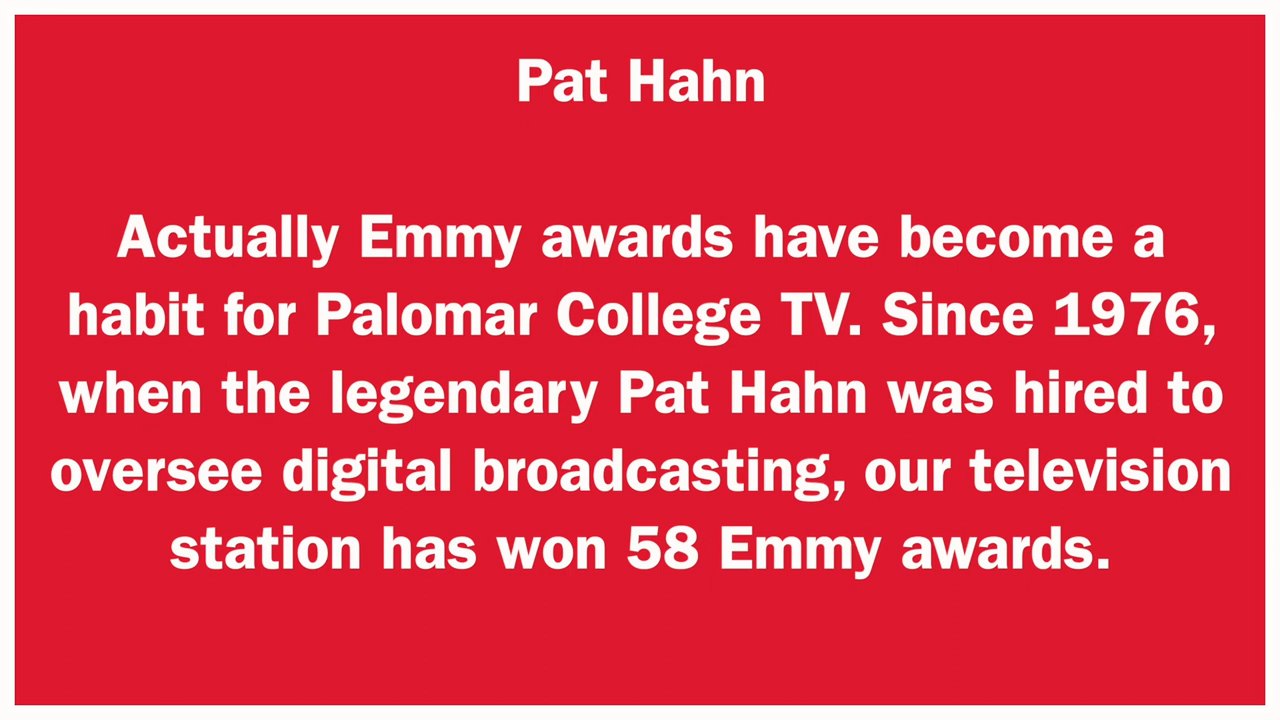 Pat Hahn
Actually Emmy awards have become a
habit for Palomar College TV. Since 1976,
when the legendary Pat Hahn was hired to
oversee digital broadcasting, our television
station has won 58 Emmy awards.